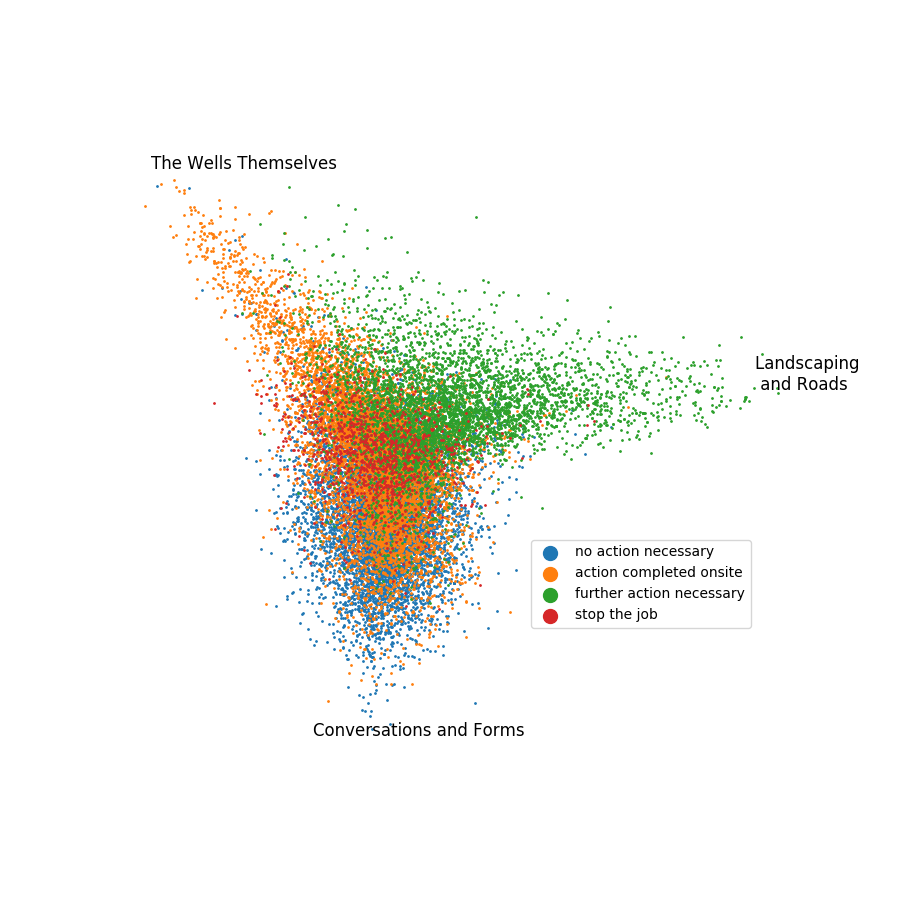 The Wells Themselves
Landscaping
and Roads
no action necessary
action completed onsite
further action necessary
stop the job
Conversations and Forms